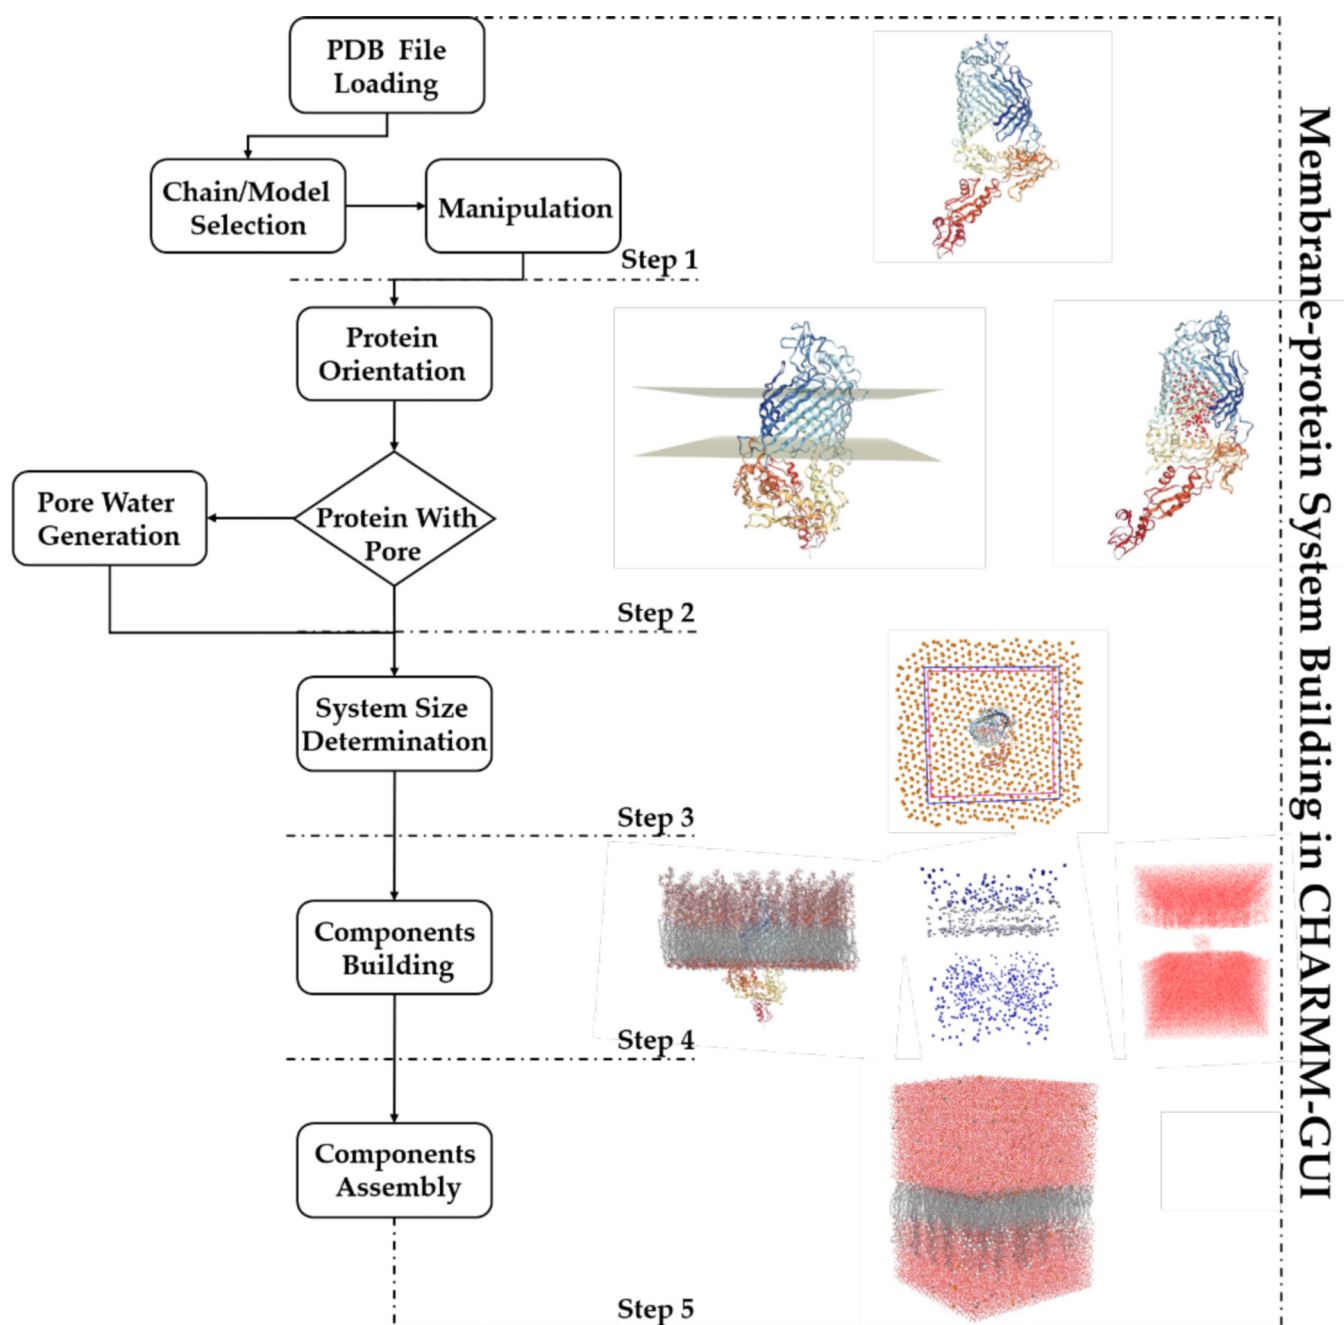 PDB File
Loading
Chain/Model
Selection
Manipulation
Step 1
Protein
Orientation
Pore Water
Generation
Protein With
Pore
Step 2
System Size
Determination
Step 3
Components
Building
Step 4
Components
Assembly
Step 5
Membrane-protein System Building in CHARMM-GUI